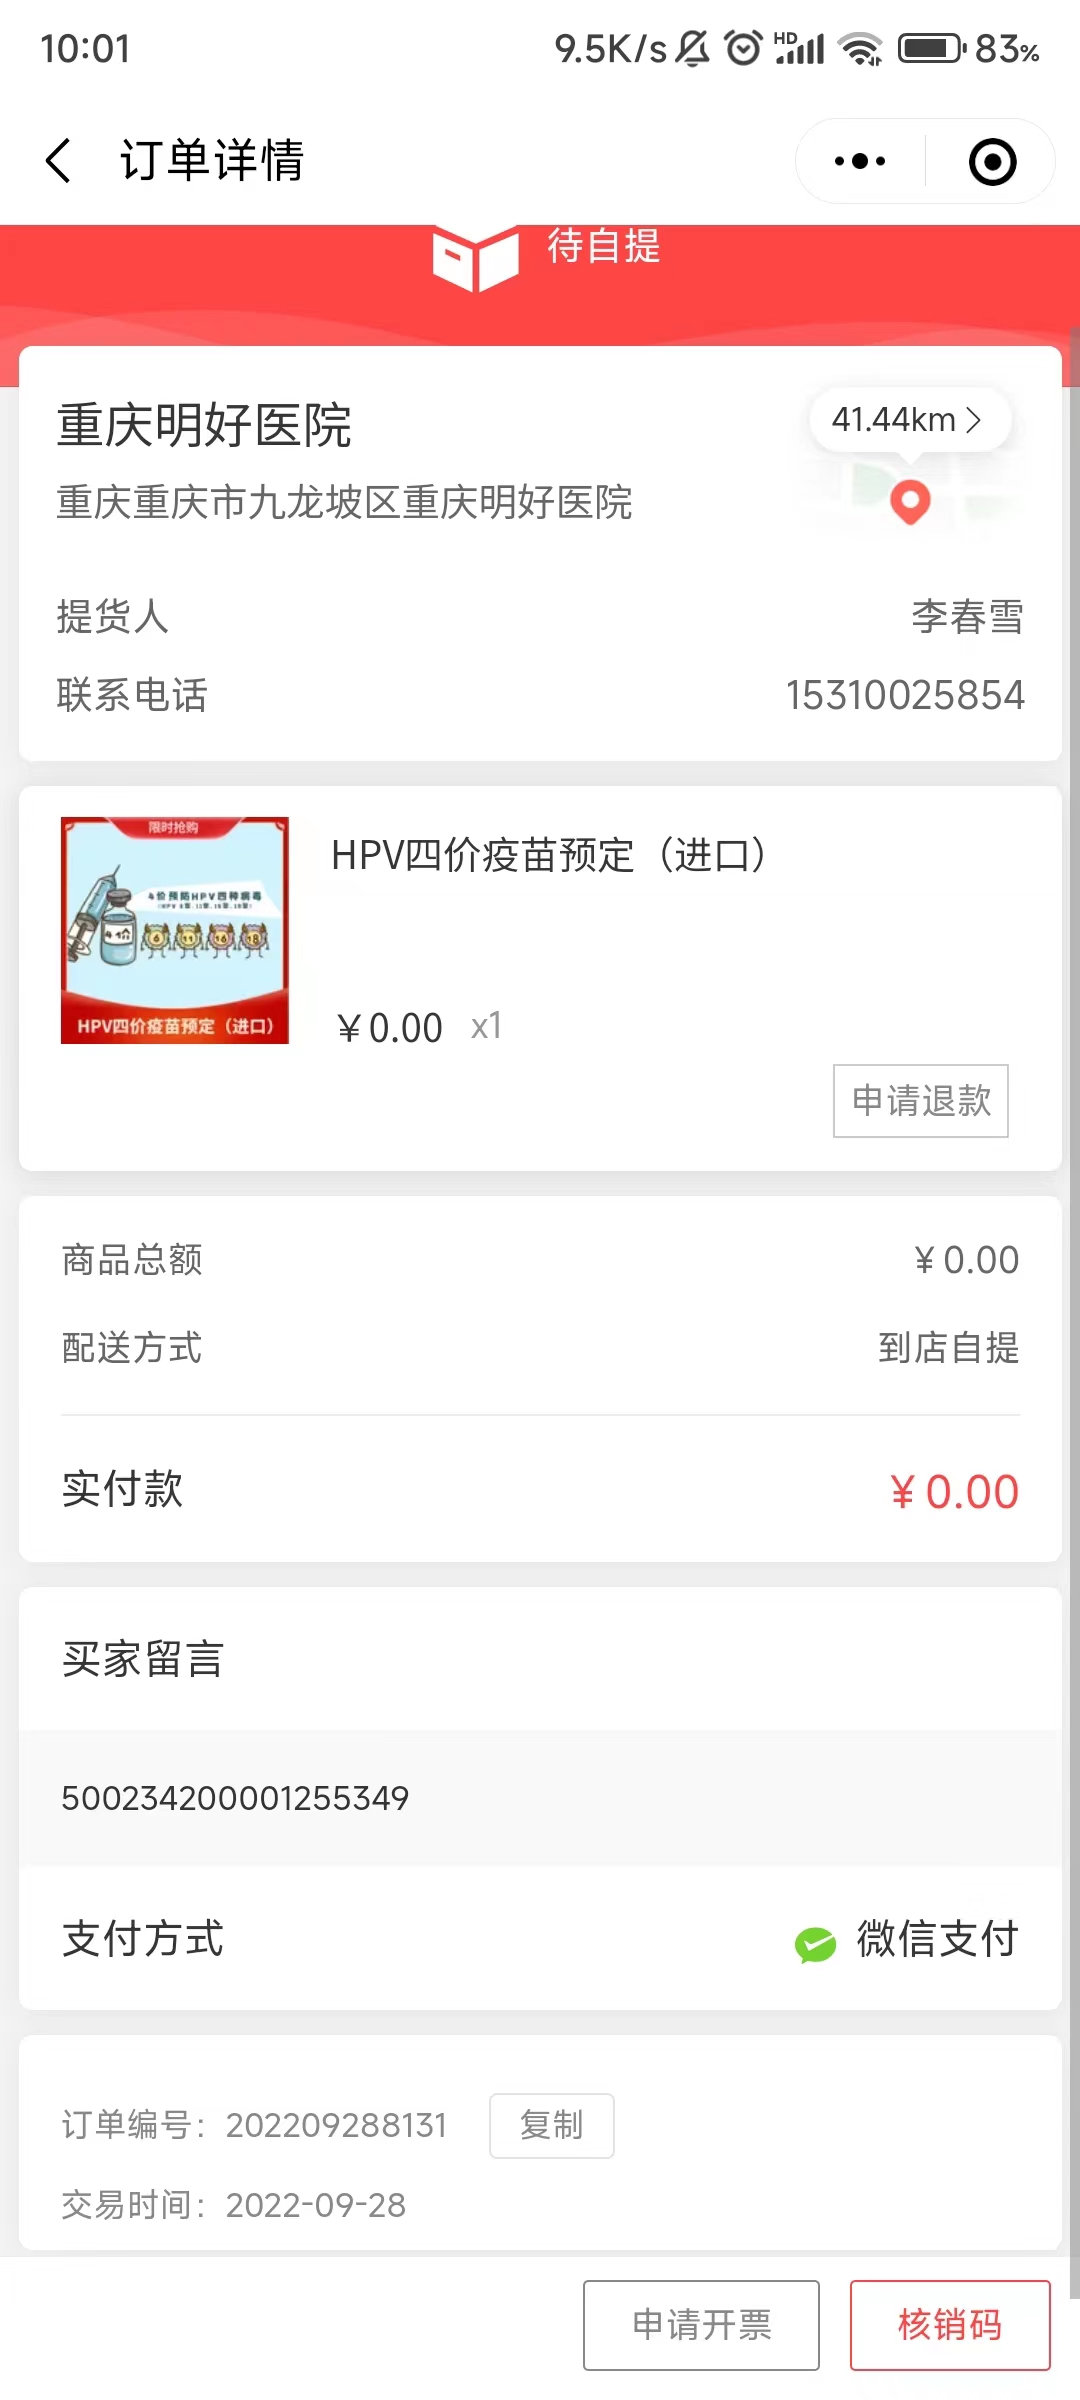 10:01
9.5K/s HD 83%
订单详情
待自提
重庆明好医院
41.44km
重庆重庆市九龙坡区重庆明好医院
提货人 李春雪
联系电话 15310025854
限时抢购
4价预防HPV四种病毒
4价
6 11 16 18
HPV四价疫苗预定（进口）
HPV四价疫苗预定（进口）
¥0.00 x1
申请退款
商品总额 ¥0.00
配送方式 到店自提
实付款 ¥0.00
买家留言
500234200001255349
支付方式 微信支付
订单编号：202209288131 复制
交易时间：2022-09-28
申请开票 核销码